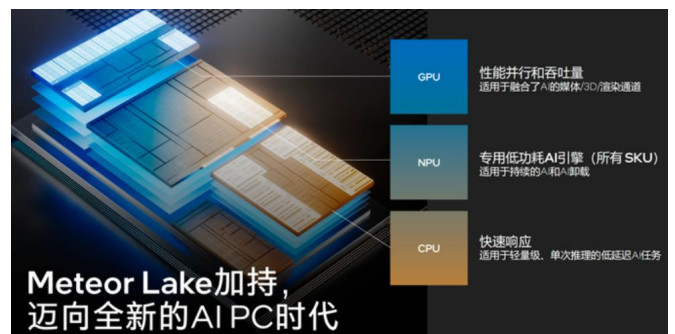 GPU
性能并行和吞吐量
适用于融合了AI的媒体/3D/渲染通道
NPU
专用低功耗AI引擎（所有 SKU）
适用于持续的AI和AI卸载
CPU
快速响应
适用于轻量级、单次推理的低延迟AI任务
Meteor Lake加持，
迈向全新的AI PC时代